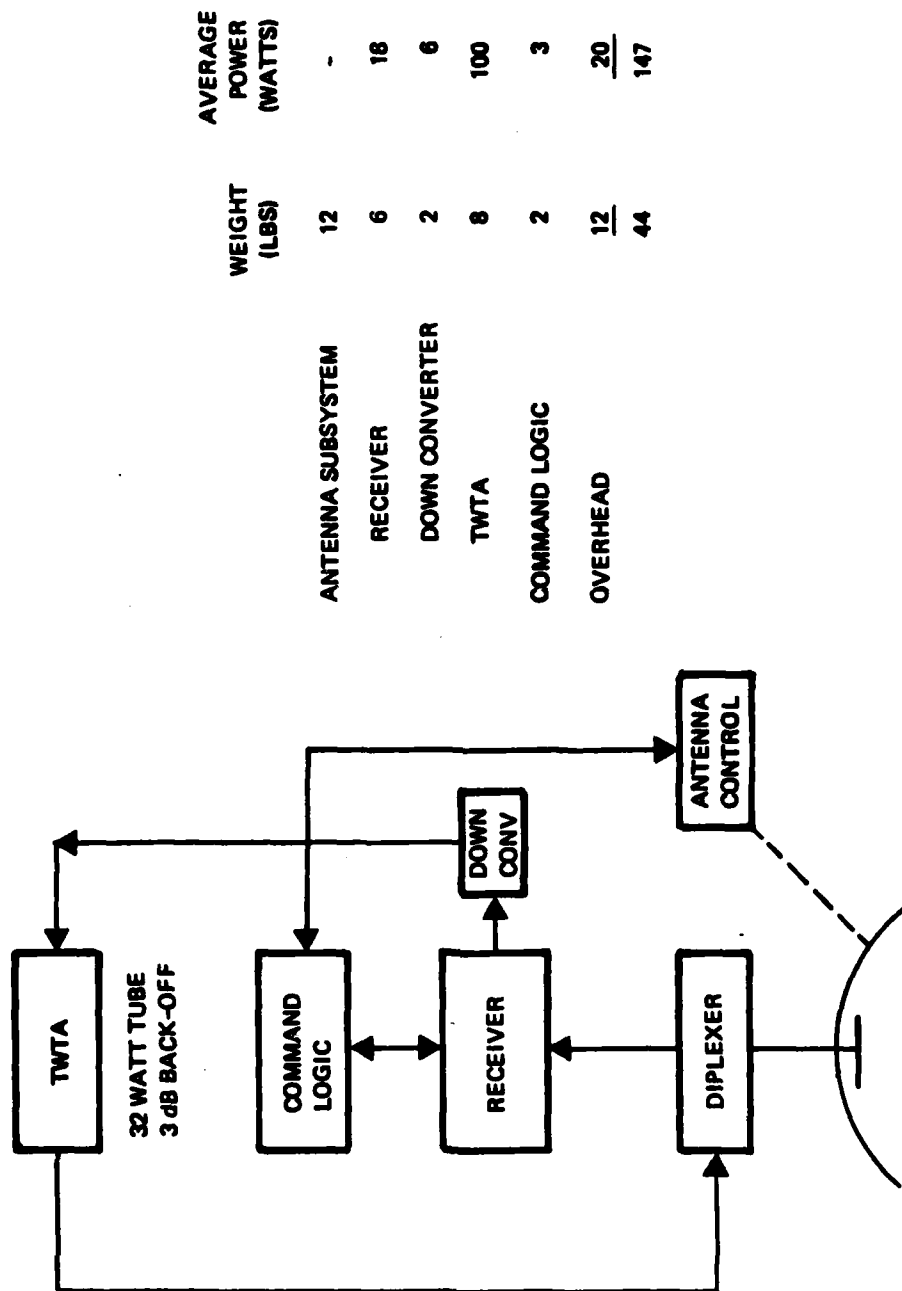 TWTA
32 WATT TUBE
3 dB BACK-OFF
COMMAND
LOGIC
RECEIVER
DOWN
CONV
DIPLEXER
ANTENNA
CONTROL
WEIGHT
(LBS)
AVERAGE
POWER
(WATTS)
ANTENNA SUBSYSTEM 12 -
RECEIVER 6 18
DOWN CONVERTER 2 6
TWTA 8 100
COMMAND LOGIC 2 3
OVERHEAD 12 20
44 147